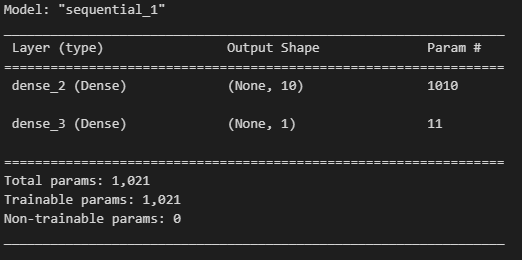 Model: "sequential_1"
_________________________________________________________________
Layer (type) Output Shape Param #
=================================================================
dense_2 (Dense) (None, 10) 1010
dense_3 (Dense) (None, 1) 11
=================================================================
Total params: 1,021
Trainable params: 1,021
Non-trainable params: 0
_________________________________________________________________